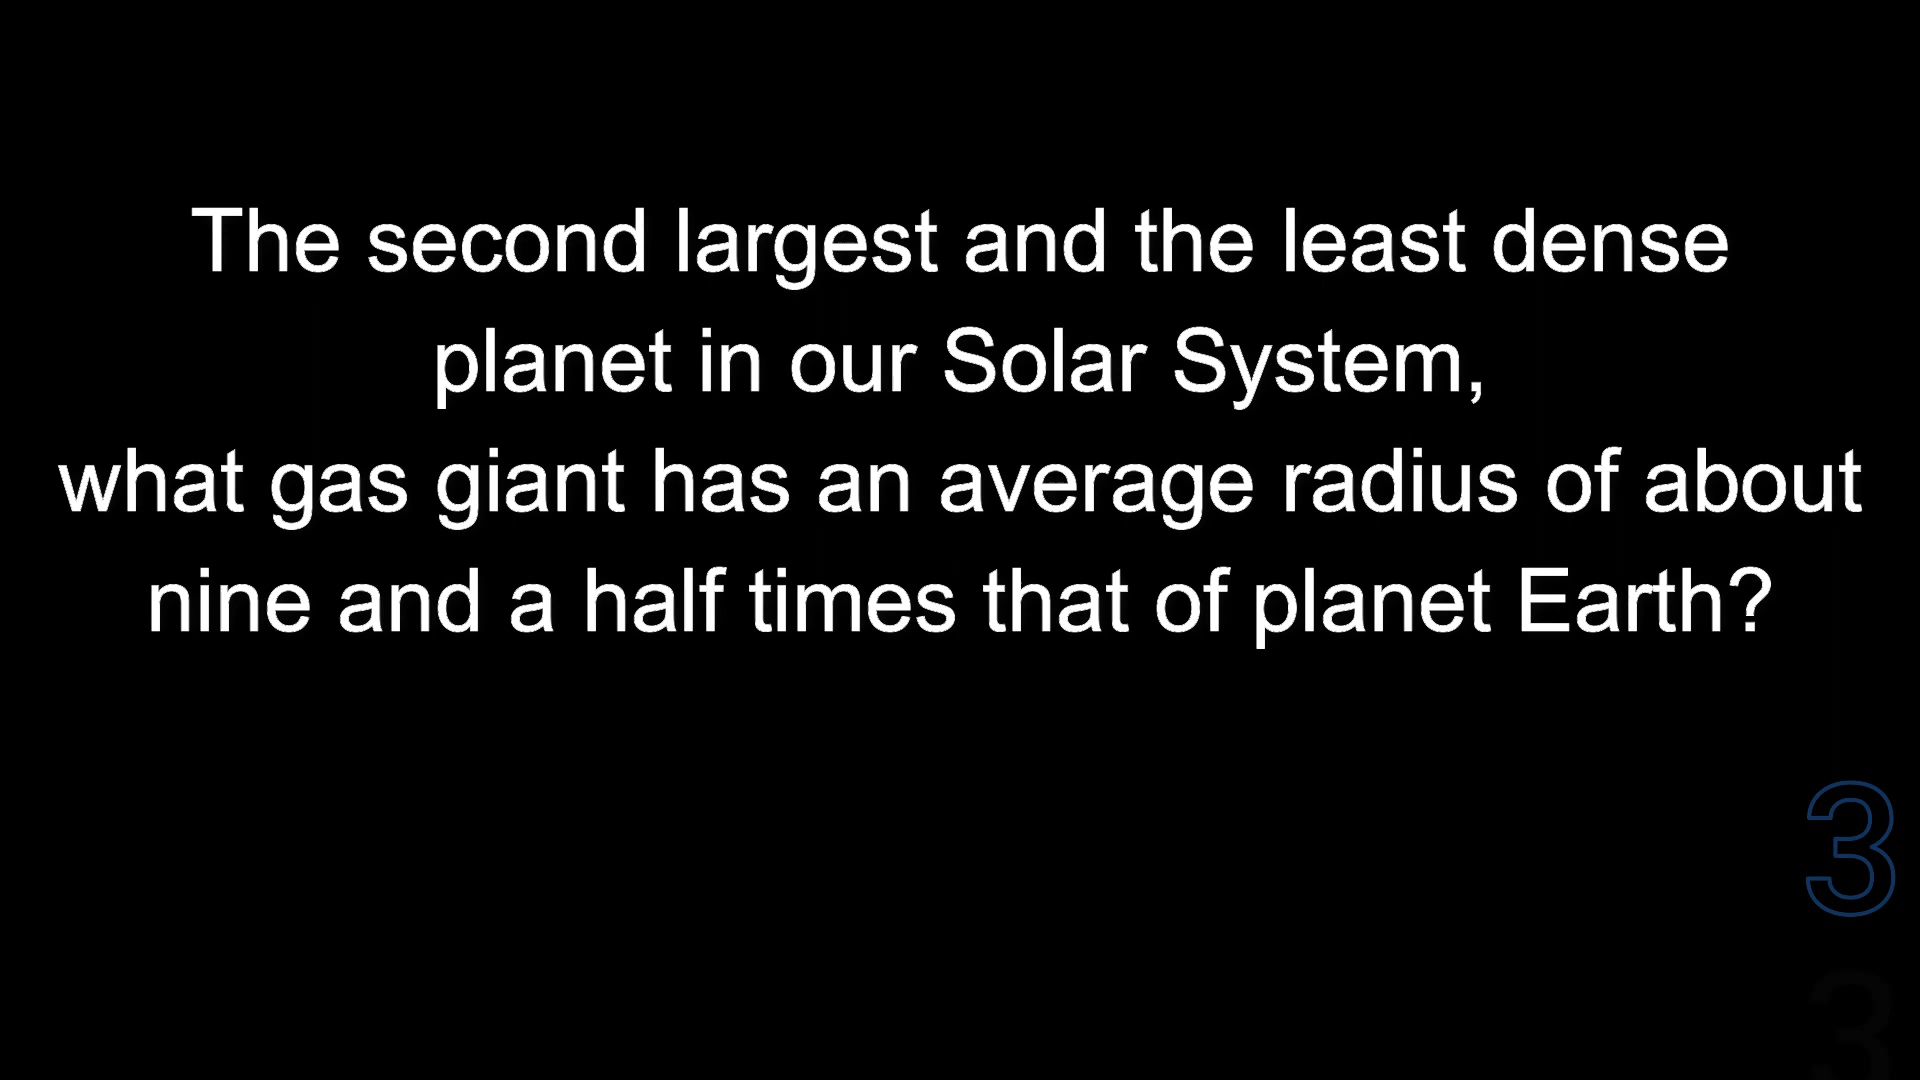 The second largest and the least dense
planet in our Solar System,
what gas giant has an average radius of about
nine and a half times that of planet Earth?
3
3